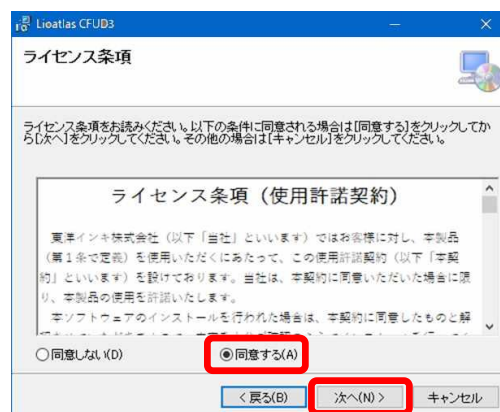 Lioatlas CFUD3
ライセンス条項
ライセンス条項をお読みください。以下の条件に同意される場合は[同意する]をクリックしてか
ら[次へ]をクリックしてください。その他の場合は[キャンセル]をクリックしてください。
ライセンス条項（使用許諾契約）
東洋インキ株式会社（以下「当社」といいます）ではお客様に対し、本製品
（第１条で定義）を使用いただくにあたって、この使用許諾契約（以下「本契
約」といいます）を設けております。当社は、本契約に同意いただいた場合に限
り、本製品の使用を許諾いたします。
本ソフトウェアのインストールを行われた場合は、本契約に同意したものと解
同意しない(D)
同意する(A)
< 戻る(B)
次へ(N) >
キャンセル